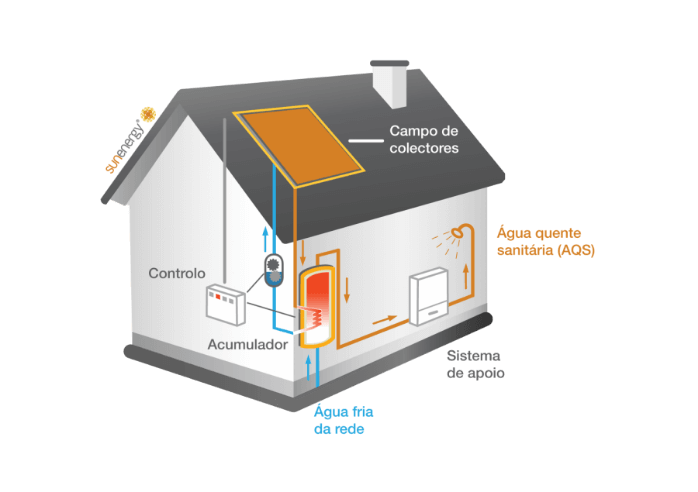 sunenergy®
Campo de
colectores
Água quente
sanitária (AQS)
Controlo
Acumulador
Sistema
de apoio
Água fria
da rede